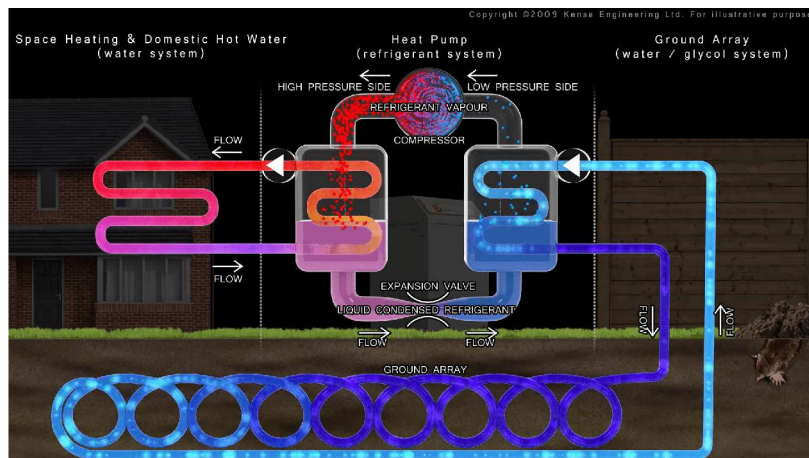 Copyright ©2009 Kensa Engineering Ltd. For illustrative purpose
Space Heating & Domestic Hot Water
(water system)
Heat Pump
(refrigerant system)
Ground Array
(water / glycol system)
HIGH PRESSURE SIDE
LOW PRESSURE SIDE
REFRIGERANT VAPOUR
COMPRESSOR
FLOW
FLOW
EXPANSION VALVE
LIQUID CONDENSED REFRIGERANT
FLOW
FLOW
FLOW
FLOW
GROUND ARRAY